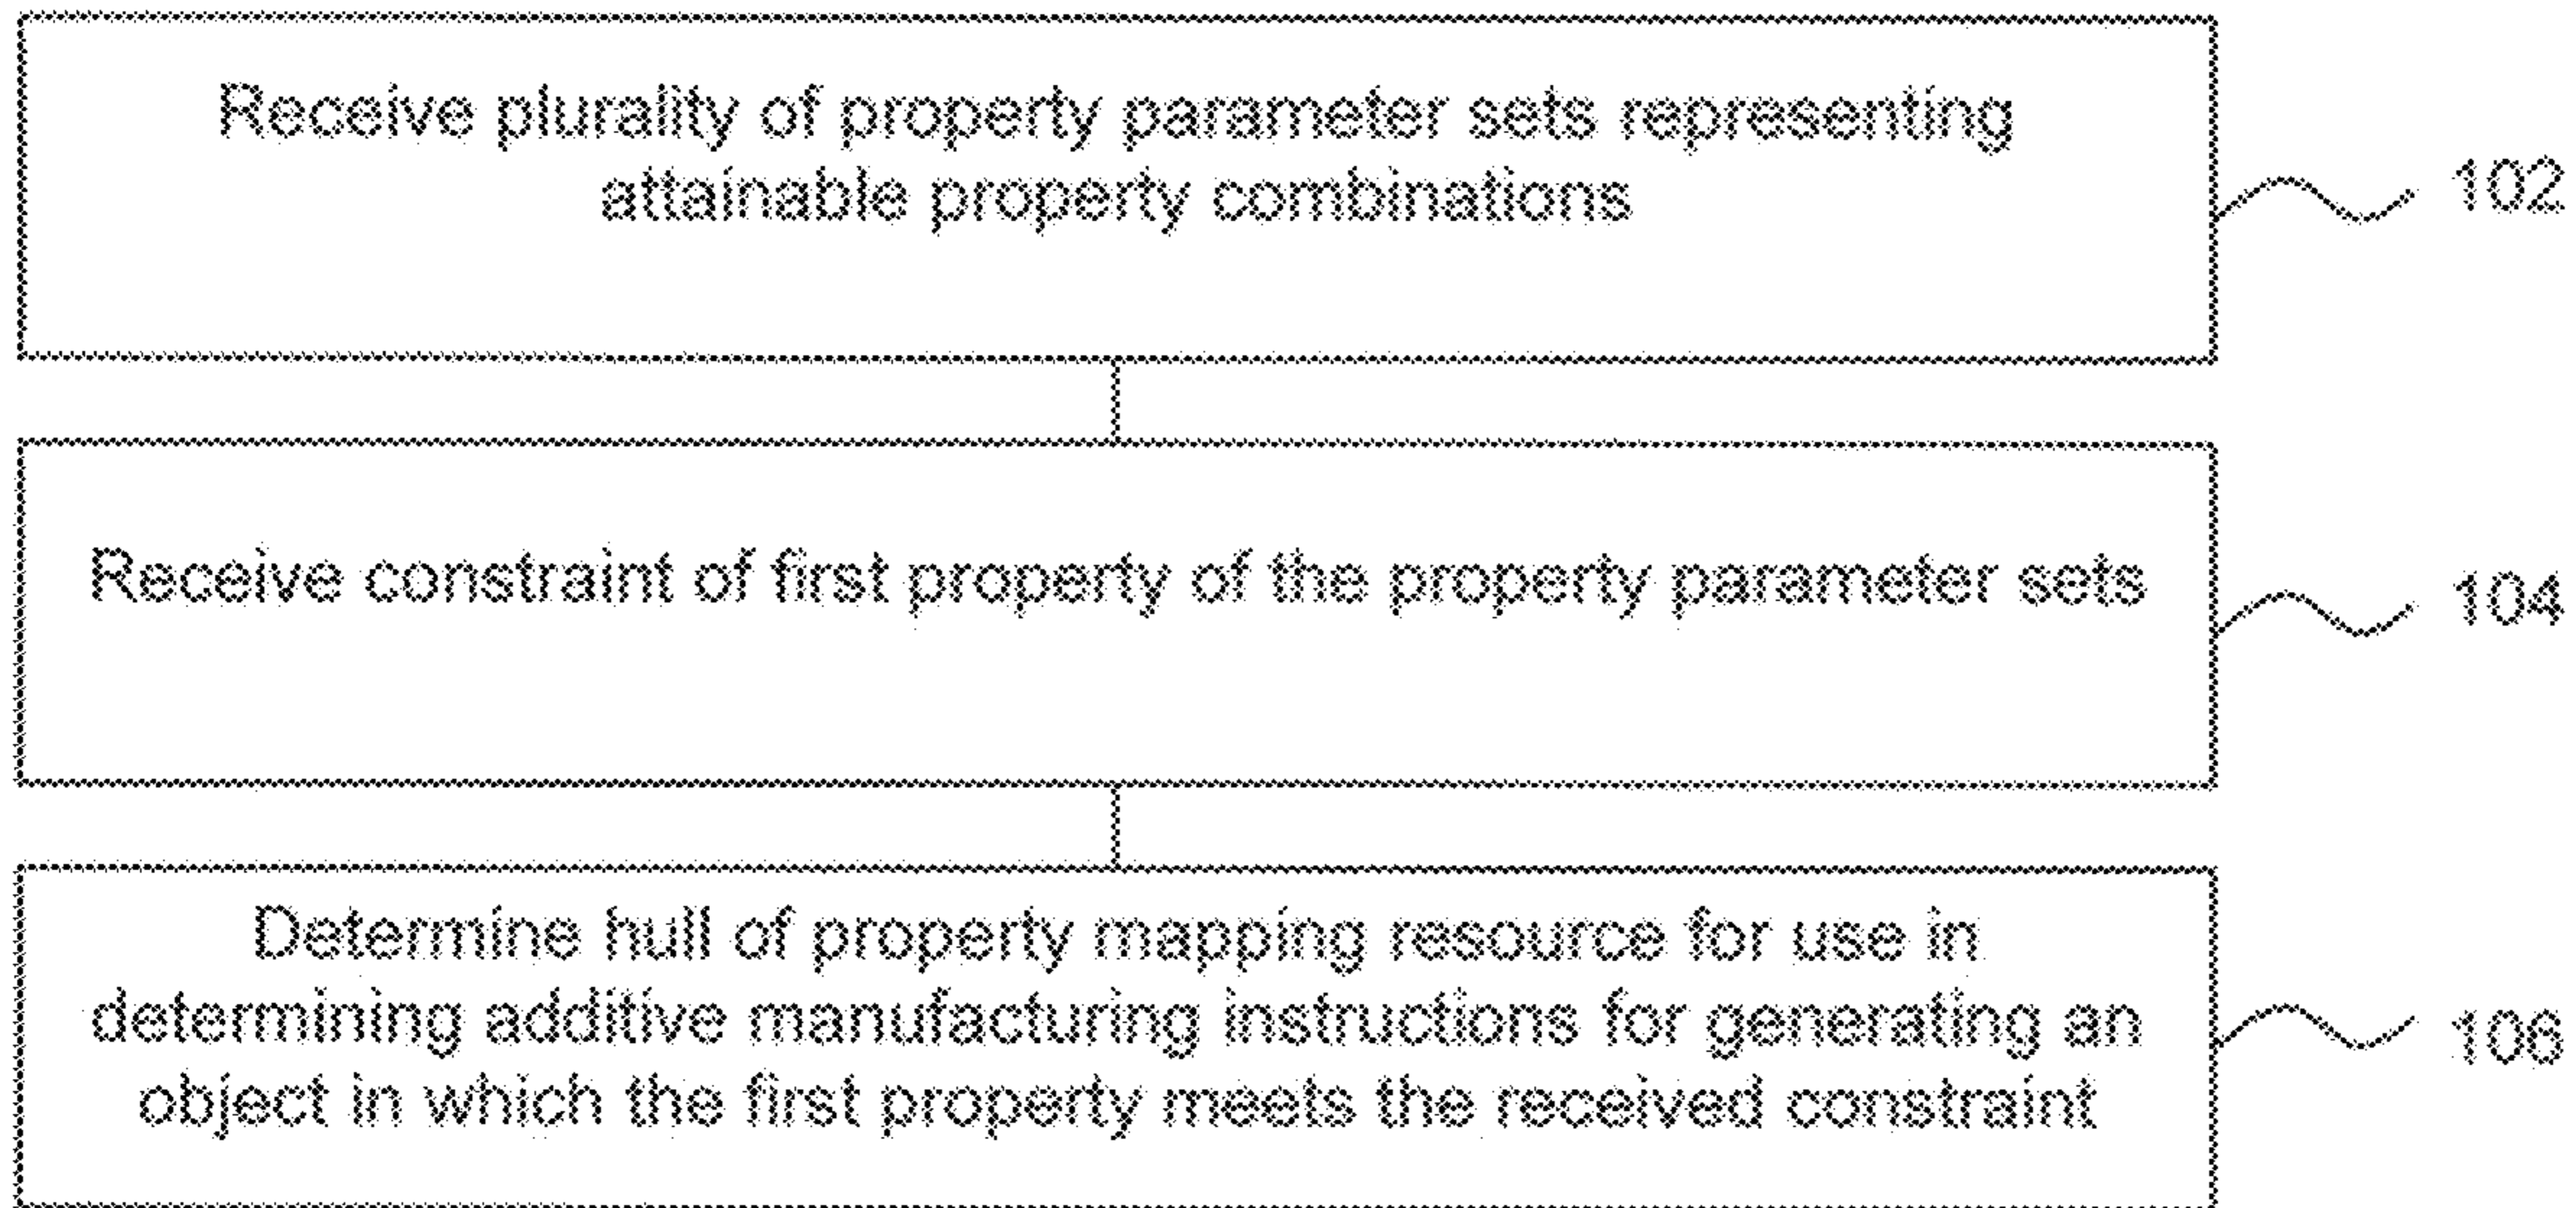 Receive plurality of property parameter sets representing
attainable property combinations
102
Receive constraint of first property of the property parameter sets
104
Determine hull of property mapping resource for use in
determining additive manufacturing instructions for generating an
object in which the first property meets the received constraint
106